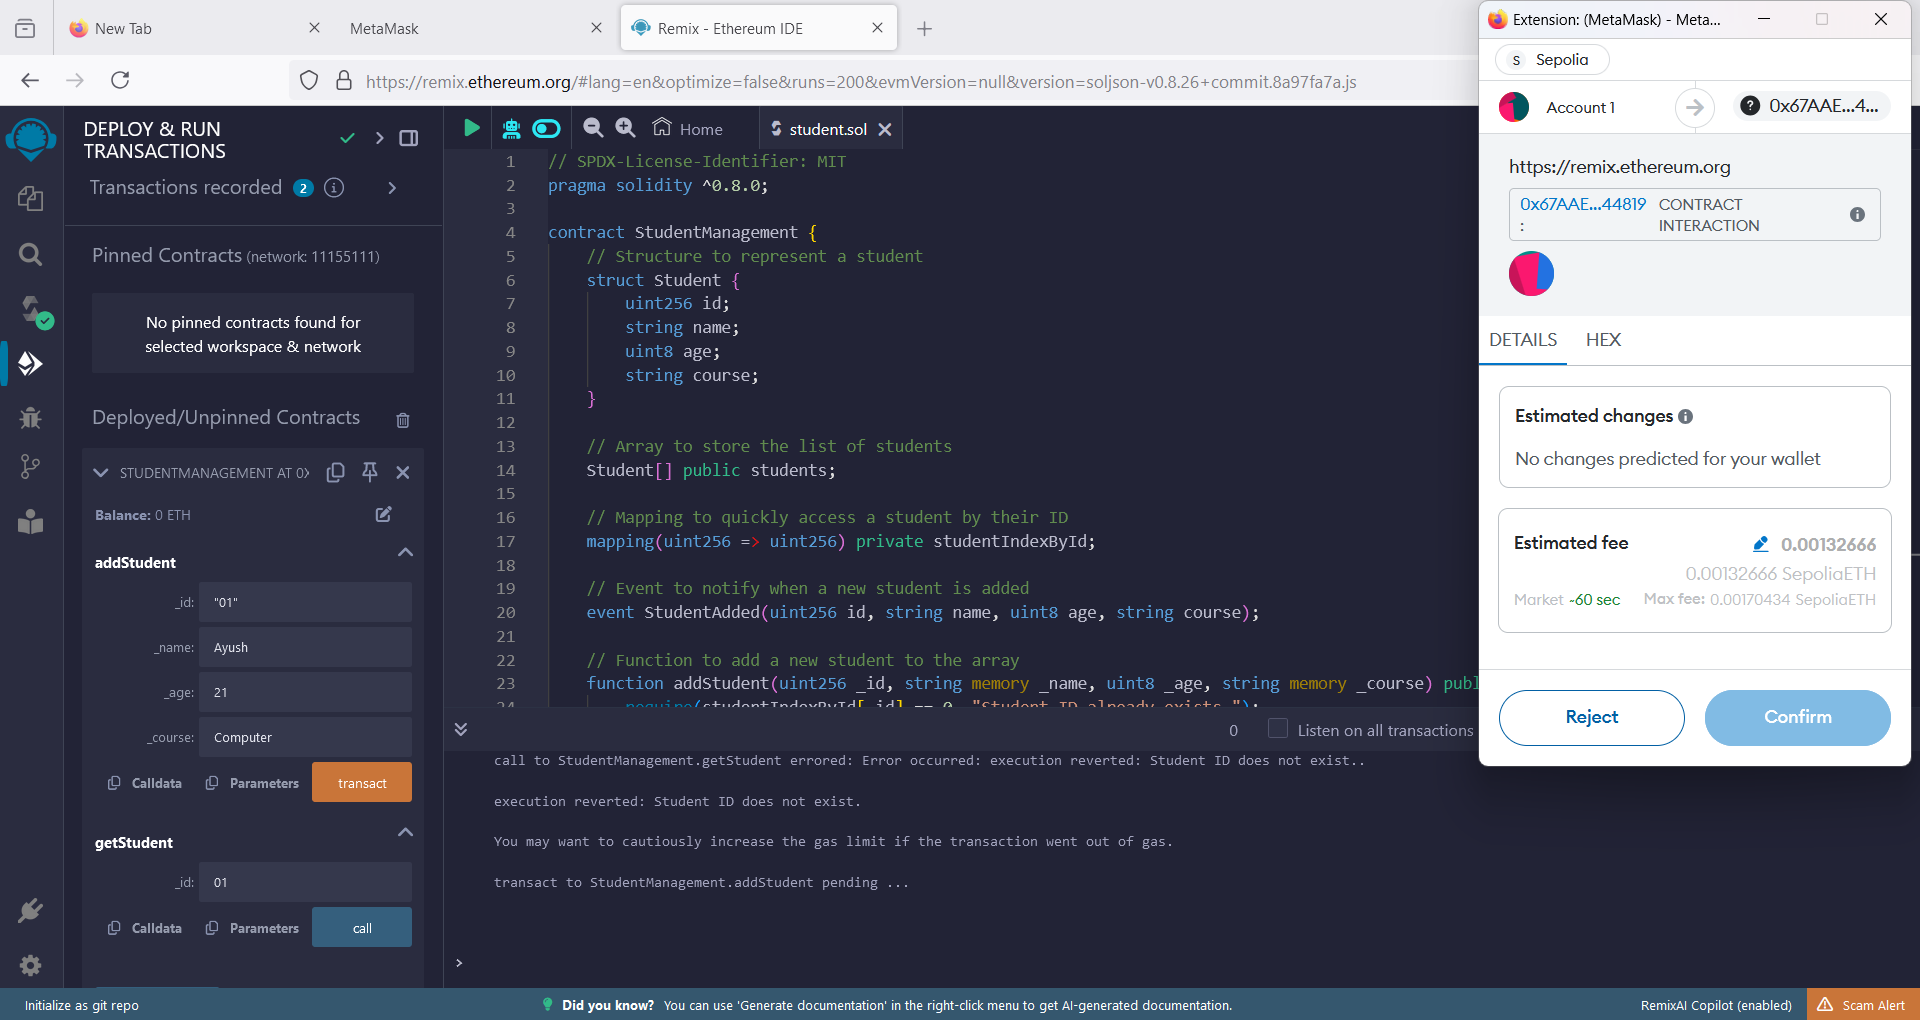 New Tab
MetaMask
Remix - Ethereum IDE
https://remix.ethereum.org/#lang=en&optimize=false&runs=200&evmVersion=null&version=soljson-v0.8.26+commit.8a97fa7a.js
DEPLOY & RUN
TRANSACTIONS
Transactions recorded 2 i
Pinned Contracts (network: 11155111)
No pinned contracts found for
selected workspace & network
Deployed/Unpinned Contracts
STUDENTMANAGEMENT AT 0X
Balance: 0 ETH
addStudent
_id: "01"
_name: Ayush
_age: 21
_course: Computer
Calldata Parameters transact
getStudent
_id: 01
Calldata Parameters call
Home
student.sol
1 // SPDX-License-Identifier: MIT
2 pragma solidity ^0.8.0;
3
4 contract StudentManagement {
5 // Structure to represent a student
6 struct Student {
7 uint256 id;
8 string name;
9 uint8 age;
10 string course;
11 }
12
13 // Array to store the list of students
14 Student[] public students;
15
16 // Mapping to quickly access a student by their ID
17 mapping(uint256 => uint256) private studentIndexById;
18
19 // Event to notify when a new student is added
20 event StudentAdded(uint256 id, string name, uint8 age, string course);
21
22 // Function to add a new student to the array
23 function addStudent(uint256 _id, string memory _name, uint8 _age, string memory _course) publ
24 require(studentIndexById[_id] == 0, "Student ID already exists.");
0 Listen on all transactions
call to StudentManagement.getStudent errored: Error occurred: execution reverted: Student ID does not exist..
execution reverted: Student ID does not exist.
You may want to cautiously increase the gas limit if the transaction went out of gas.
transact to StudentManagement.addStudent pending ...
>
Extension: (MetaMask) - Meta...
S Sepolia
Account 1
? 0x67AAE...4...
https://remix.ethereum.org
0x67AAE...44819
:
CONTRACT
INTERACTION
DETAILS HEX
Estimated changes
No changes predicted for your wallet
Estimated fee 0.00132666
0.00132666 SepoliaETH
Market ~60 sec Max fee: 0.00170434 SepoliaETH
Reject Confirm
Initialize as git repo
Did you know? You can use 'Generate documentation' in the right-click menu to get AI-generated documentation.
RemixAI Copilot (enabled)
Scam Alert